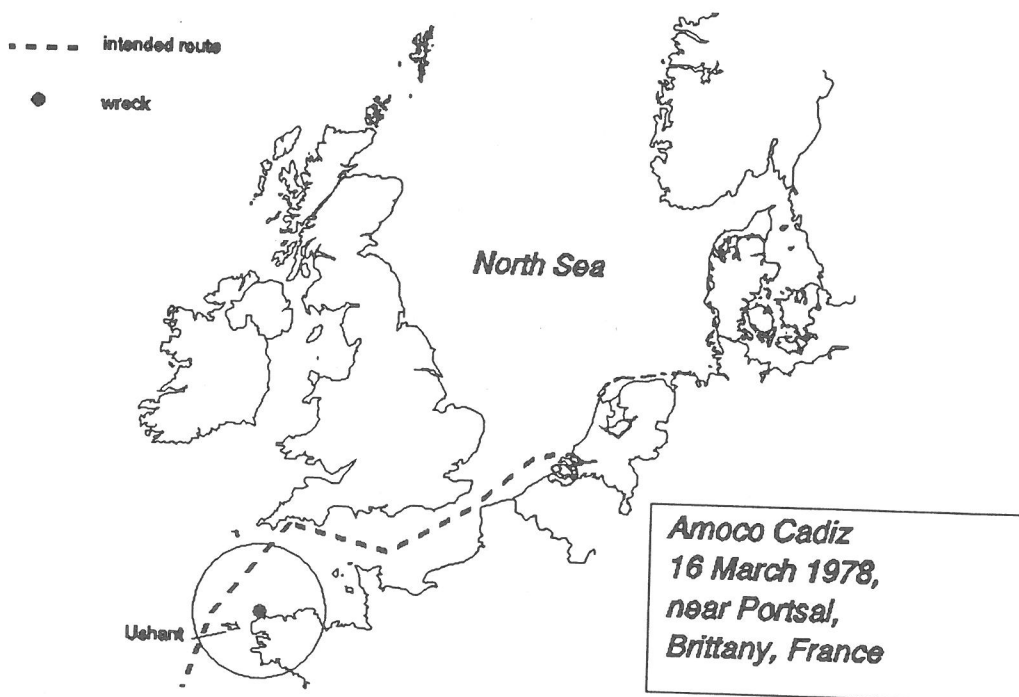 intended route
wreck
North Sea
Ushant
Amoco Cadiz
16 March 1978,
near Portsal,
Brittany, France